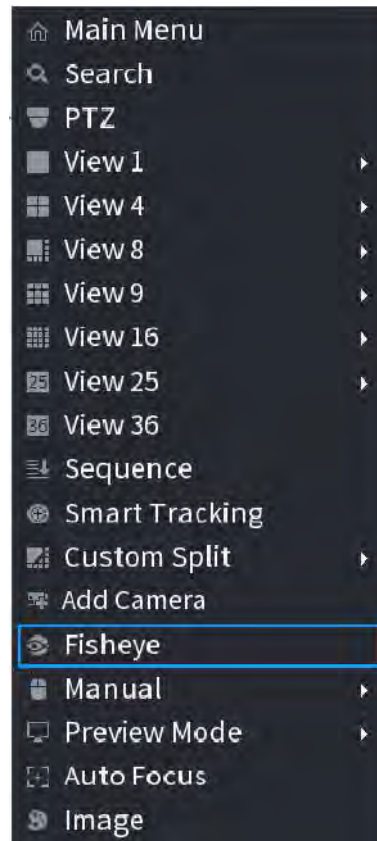 Main Menu
Search
PTZ
View 1
View 4
View 8
View 9
View 16
25 View 25
36 View 36
Sequence
Smart Tracking
Custom Split
Add Camera
Fisheye
Manual
Preview Mode
Auto Focus
Image